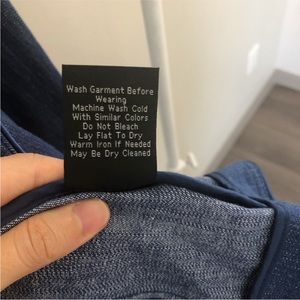 Wash Garment Before
Wearing
Machine Wash Cold
With Similar Colors
Do Not Bleach
Lay Flat To Dry
Warm Iron If Needed
May Be Dry Cleaned